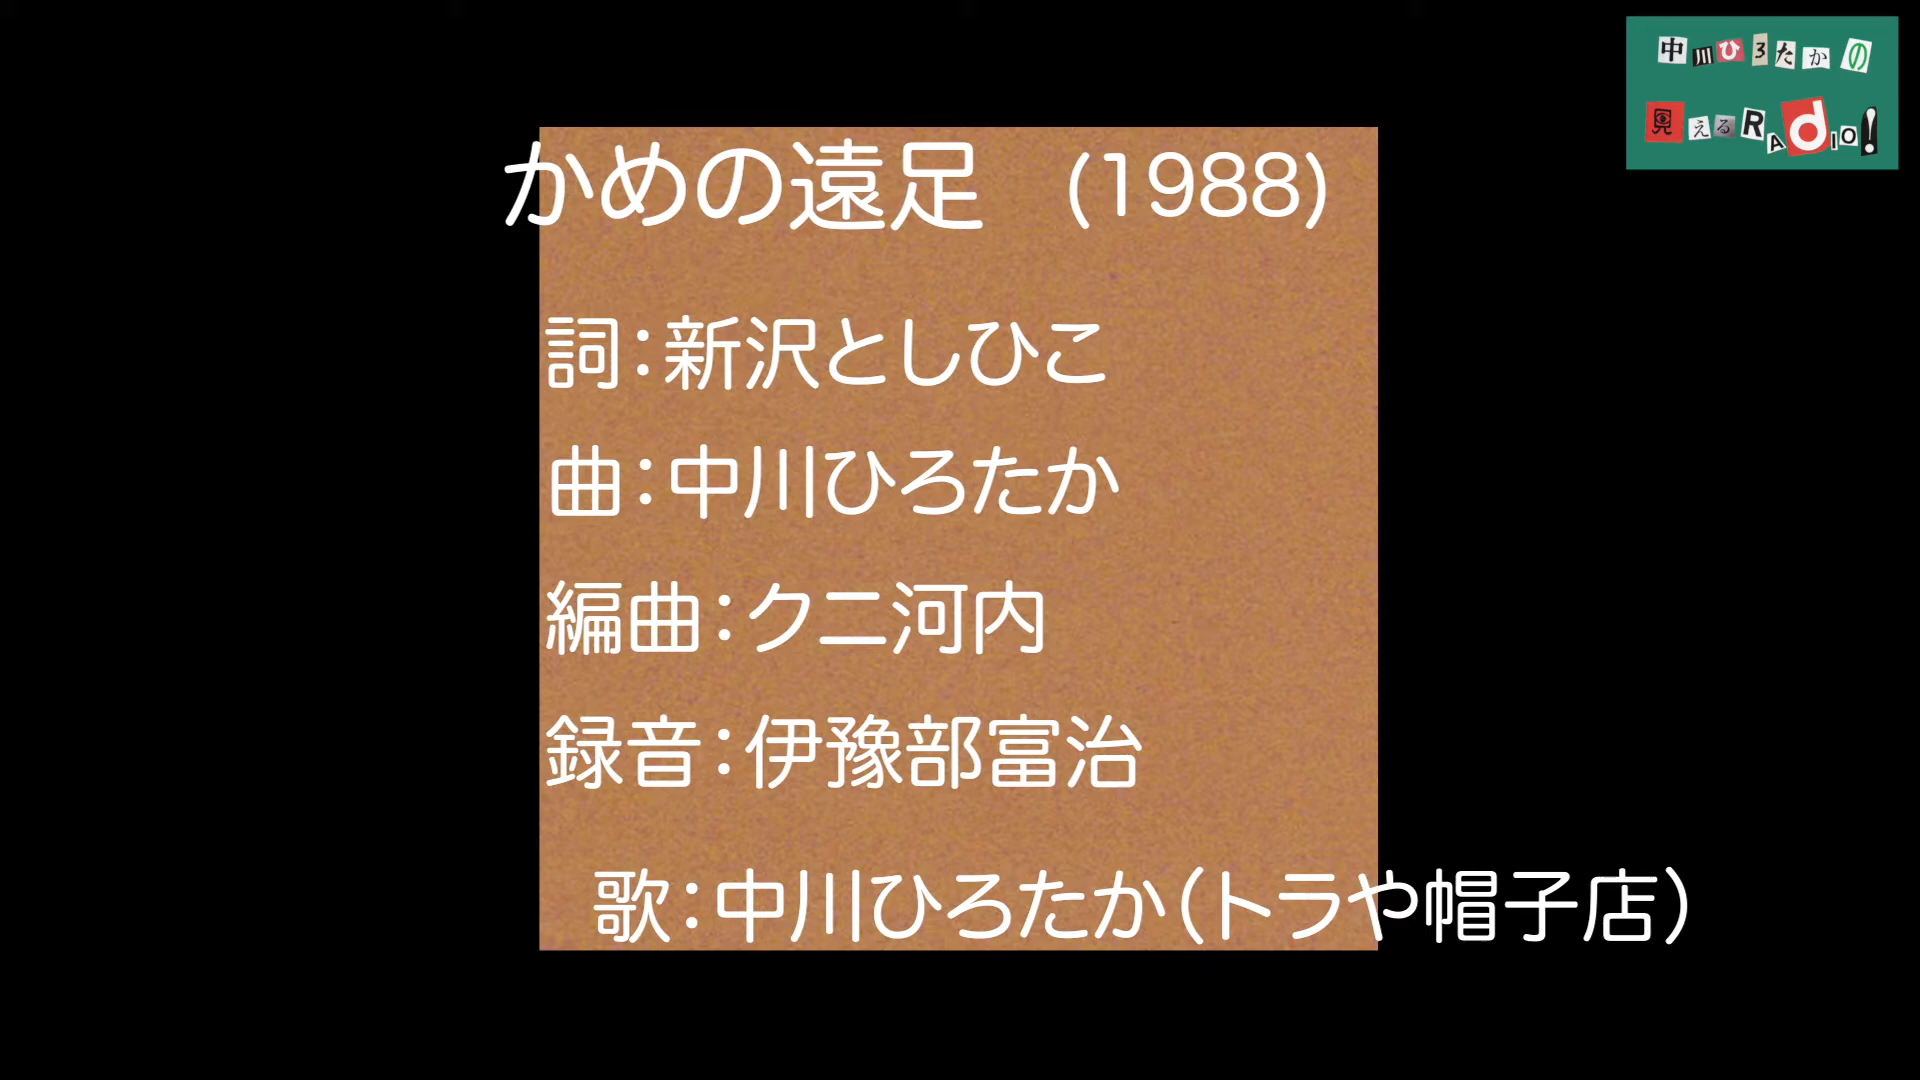 中川ひろたかの
見えるRAdio!
かめの遠足 (1988)
詞：新沢としひこ
曲：中川ひろたか
編曲：クニ河内
録音：伊豫部富治
歌：中川ひろたか（トラや帽子店）